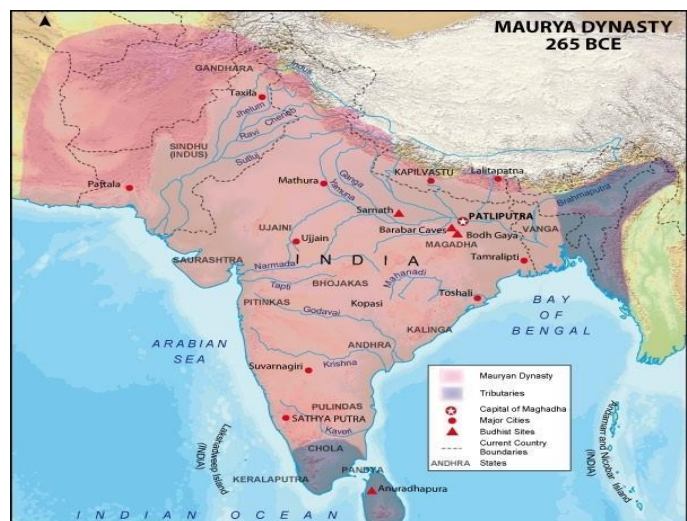 MAURYA DYNASTY
265 BCE
GANDHARA
Indus
Taxila
Jhelum
Chenab
Ravi
SINDHU
(INDUS)
Sutluj
Pattala
Mathura
Ganga
Yamuna
KAPILVASTU
Lalitapatna
Brahmaputra
Sarnath
PATLIPUTRA
UJAINI
Barabar Caves
Bodh Gaya
VANGA
Ujjain
MAGADHA
SAURASHTRA
Narmada
INDIA
Tamralipti
Tapti
BHOJAKAS
Mahanadi
PITINKAS
Kopasi
Toshali
Godavai
BAY
OF
BENGAL
KALINGA
ARABIAN
SEA
ANDHRA
Suvarnagiri
Krishna
PULINDAS
SATHYA PUTRA
Kaveri
CHOLA
Lakshadweep Island
(INDIA)
KERALAPUTRA
PANDYA
Anuradhapura
INDIAN OCEAN
Mauryan Dynasty
Tributaries
Capital of Maghadha
Major Cities
Budhist Sites
Current Country
Boundaries
ANDHRA States
Andaman and Nicobar Island
(INDIA)